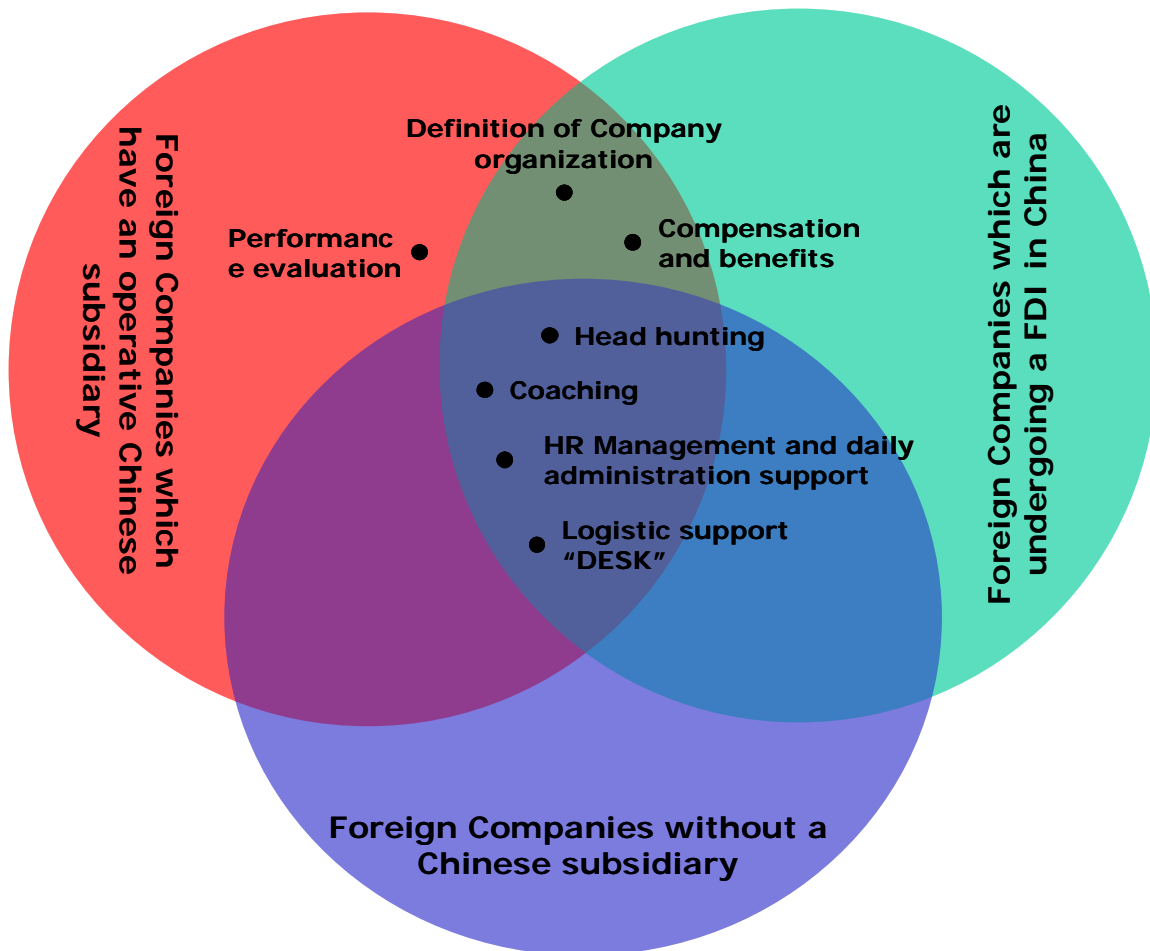 Foreign Companies which
have an operative Chinese
subsidiary
Definition of Company
organization
Performanc
e evaluation
Compensation
and benefits
Head hunting
Coaching
HR Management and daily
administration support
Logistic support
“DESK”
Foreign Companies which are
undergoing a FDI in China
Foreign Companies without a
Chinese subsidiary